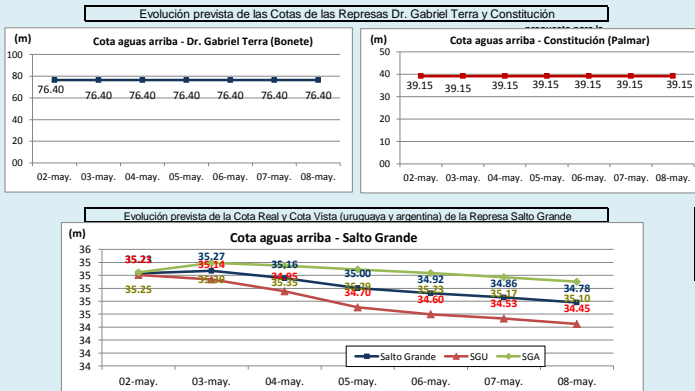 Evolución prevista de las Cotas de las Represas Dr. Gabriel Terra y Constitución
(m)
Cota aguas arriba - Dr. Gabriel Terra (Bonete)
100
80
60
40
20
00
76.40 76.40 76.40 76.40 76.40 76.40 76.40
02-may. 03-may. 04-may. 05-may. 06-may. 07-may. 08-may.
(m)
Cota aguas arriba - Constitución (Palmar)
50
40
30
20
10
00
39.15 39.15 39.15 39.15 39.15 39.15 39.15
02-may. 03-may. 04-may. 05-may. 06-may. 07-may. 08-may.
Evolución prevista de la Cota Real y Cota Vista (uruguaya y argentina) de la Represa Salto Grande
(m)
Cota aguas arriba - Salto Grande
36
35
35
35
35
35
34
34
34
34
35.27 35.16 35.00 34.92 34.86 34.78
35.14 34.95 34.70 34.60 34.53 34.45
35.25 35.35 35.29 35.23 35.17 35.10
Salto Grande SGU SGA
02-may. 03-may. 04-may. 05-may. 06-may. 07-may. 08-may.